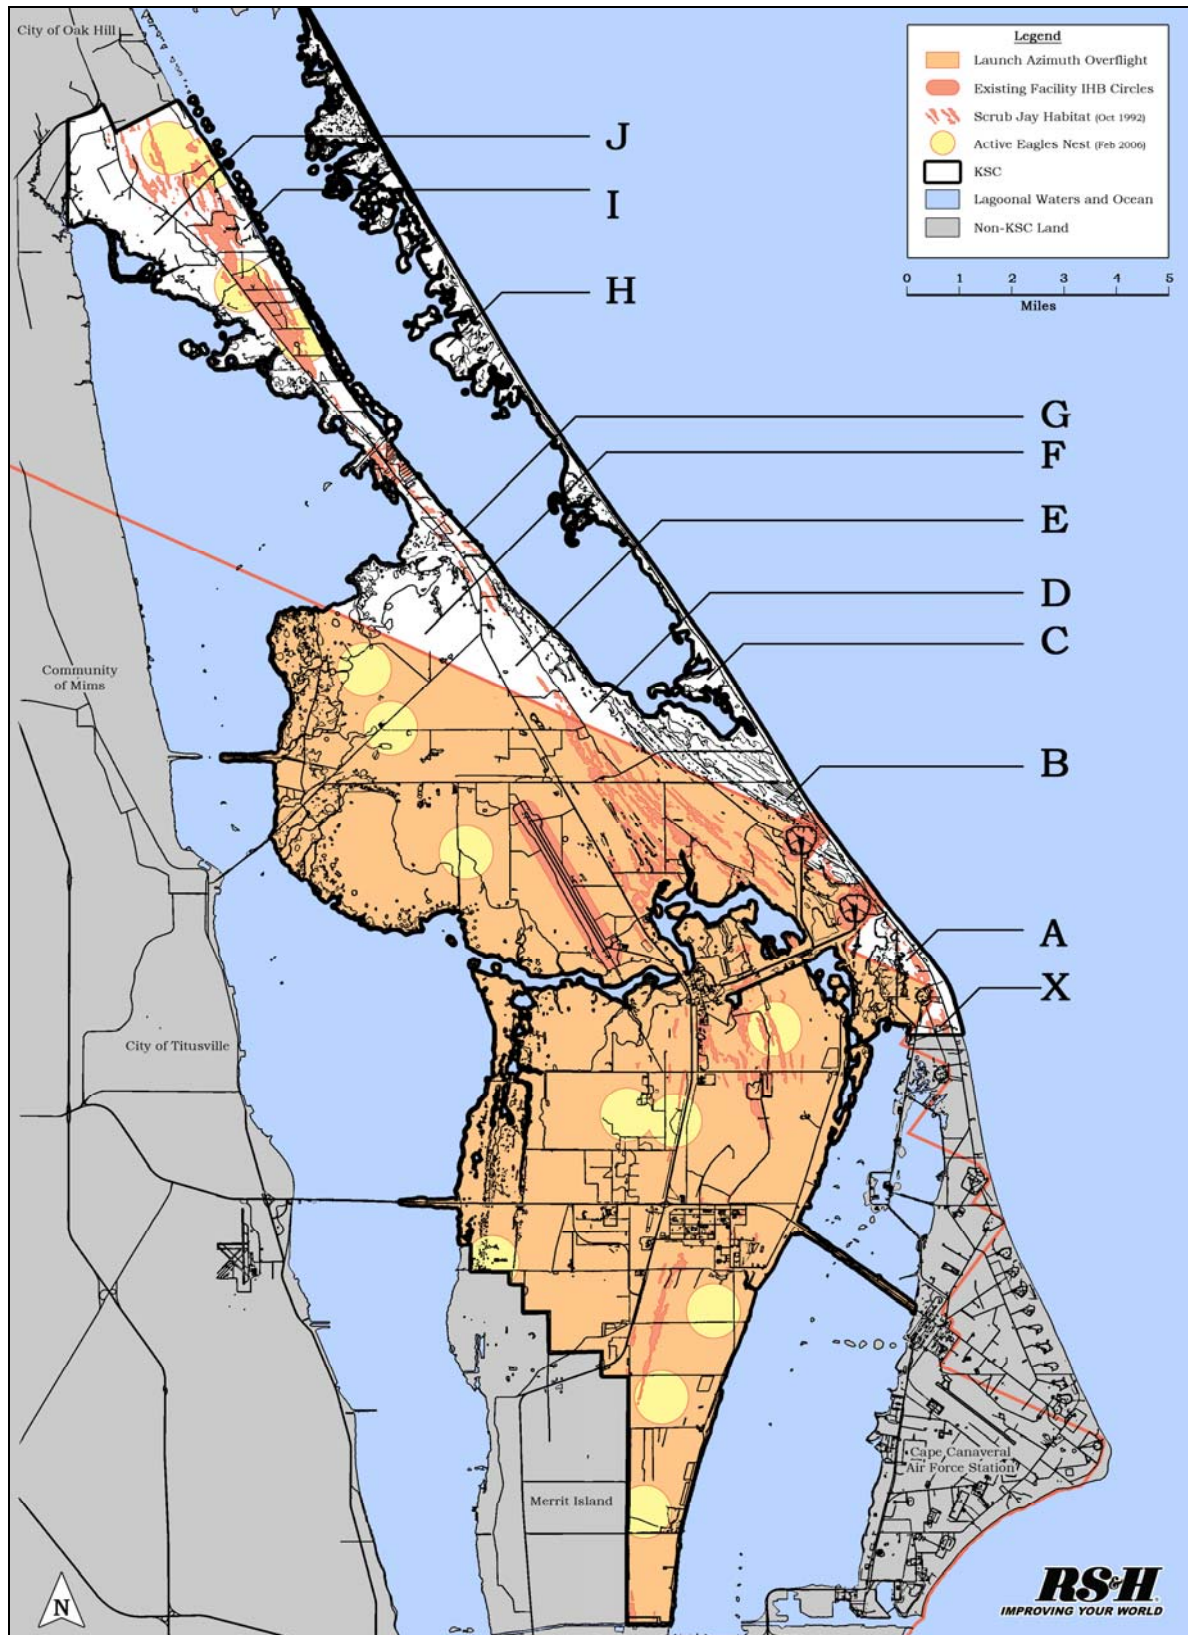 City of Oak Hill
Legend
Launch Azimuth Overflight
Existing Facility IHB Circles
Scrub Jay Habitat (Oct 1992)
Active Eagles Nest (Feb 2006)
KSC
Lagoonal Waters and Ocean
Non-KSC Land
0 1 2 3 4 5
Miles
J
I
H
G
F
E
D
C
B
A
X
Community
of Mims
City of Titusville
Cape Canaveral
Air Force Station
Merrit Island
N
RS&H
IMPROVING YOUR WORLD